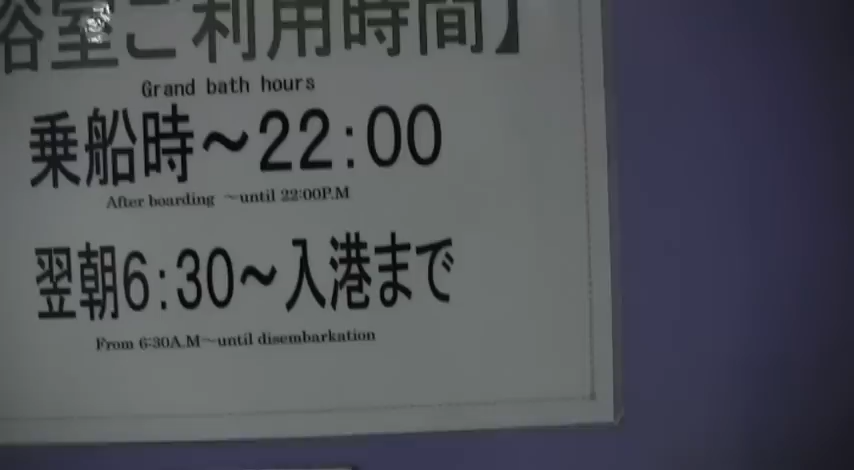 浴室ご利用時間】
Grand bath hours
乗船時～22:00
After boarding ～until 22:00P.M
翌朝6:30～入港まで
From 6:30A.M～until disembarkation